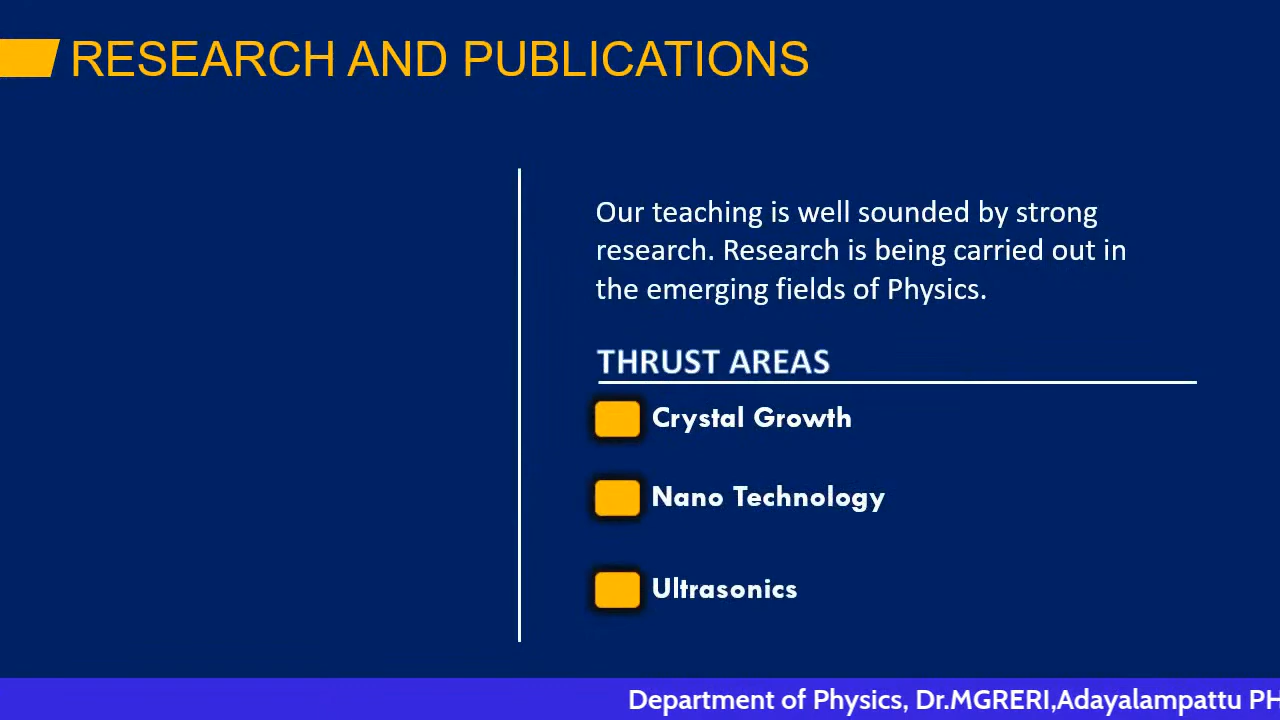 RESEARCH AND PUBLICATIONS
Our teaching is well sounded by strong
research. Research is being carried out in
the emerging fields of Physics.
THRUST AREAS
Crystal Growth
Nano Technology
Ultrasonics
Department of Physics, Dr.MGRERI,Adayalampattu PH